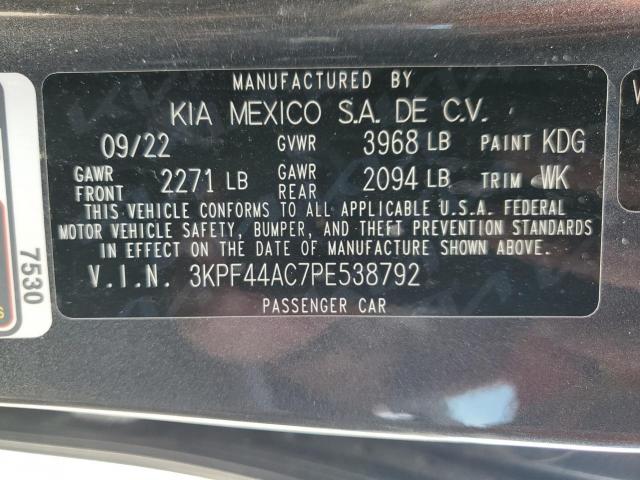 MANUFACTURED BY
KIA MEXICO S.A. DE C.V.
09/22 GVWR 3968 LB PAINT KDG
GAWR FRONT 2271 LB GAWR REAR 2094 LB TRIM WK
THIS VEHICLE CONFORMS TO ALL APPLICABLE U.S.A. FEDERAL
MOTOR VEHICLE SAFETY, BUMPER, AND THEFT PREVENTION STANDARDS
IN EFFECT ON THE DATE OF MANUFACTURE SHOWN ABOVE.
V.I.N. 3KPF44AC7PE538792
PASSENGER CAR
7530